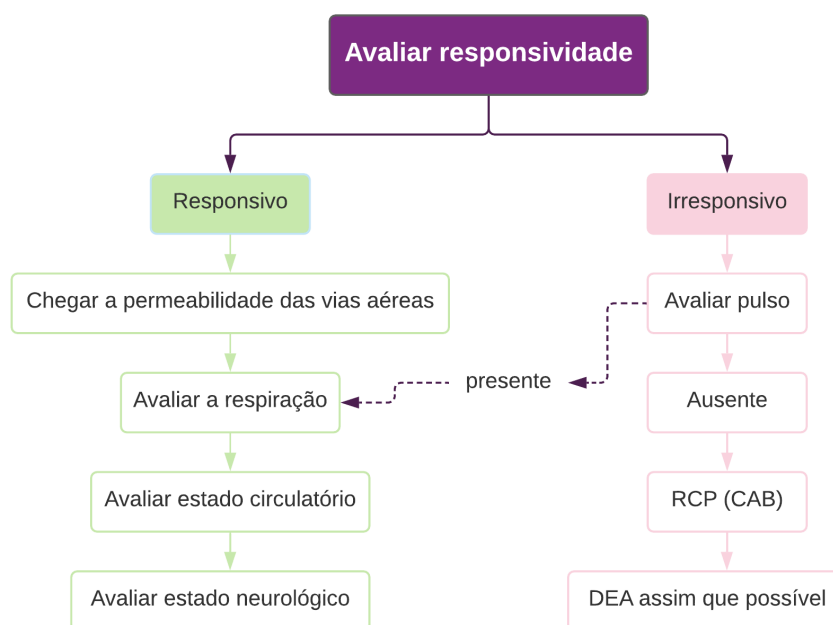 Avaliar responsividade
Responsivo
Irresponsivo
Chegar a permeabilidade das vias aéreas
Avaliar pulso
presente
Avaliar a respiração
Ausente
Avaliar estado circulatório
RCP (CAB)
Avaliar estado neurológico
DEA assim que possível